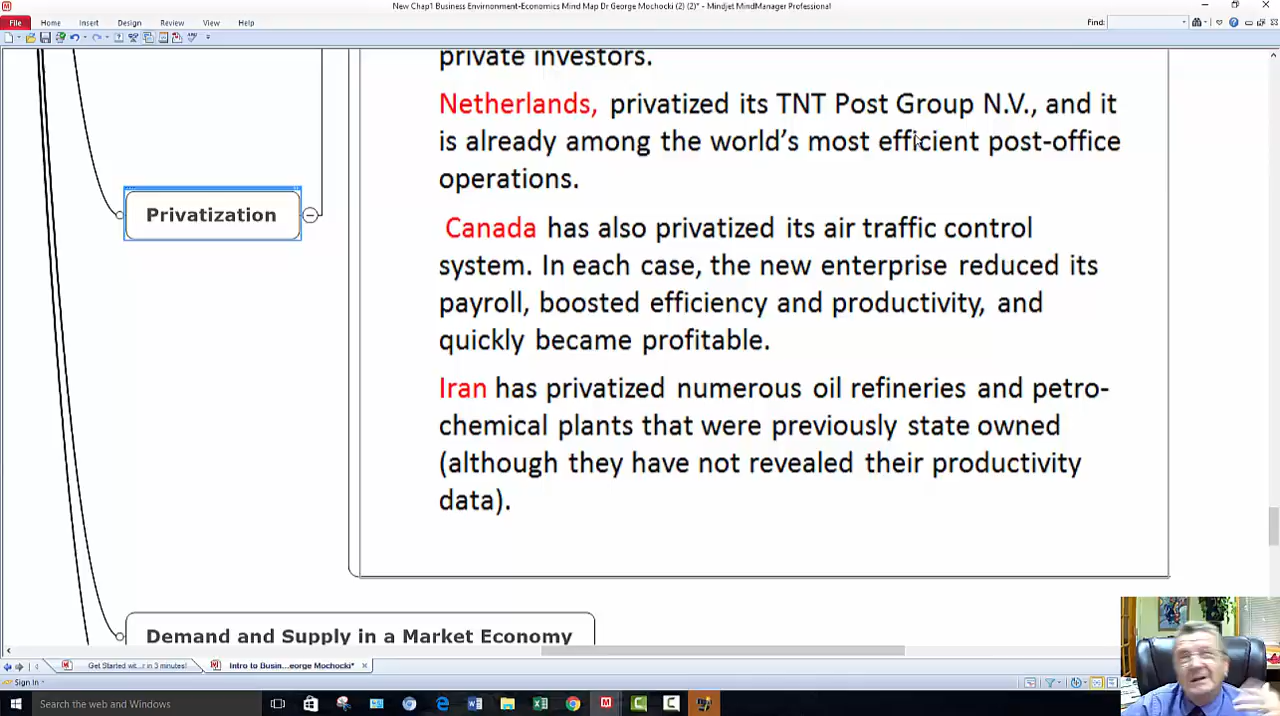 New Chap1 Business Envirronment-Economics Mind Map Dr George Mochocki (2) (2)* - Mindjet MindManager Professional
File Home Insert Design Review View Help Find:
private investors.
Netherlands, privatized its TNT Post Group N.V., and it
is already among the world's most efficient post-office
operations.
Privatization
Canada has also privatized its air traffic control
system. In each case, the new enterprise reduced its
payroll, boosted efficiency and productivity, and
quickly became profitable.
Iran has privatized numerous oil refineries and petro-
chemical plants that were previously state owned
(although they have not revealed their productivity
data).
Demand and Supply in a Market Economy
Get Started wi...r in 3 minutes! Intro to Busin...eorge Mochocki*
Sign In
Search the web and Windows